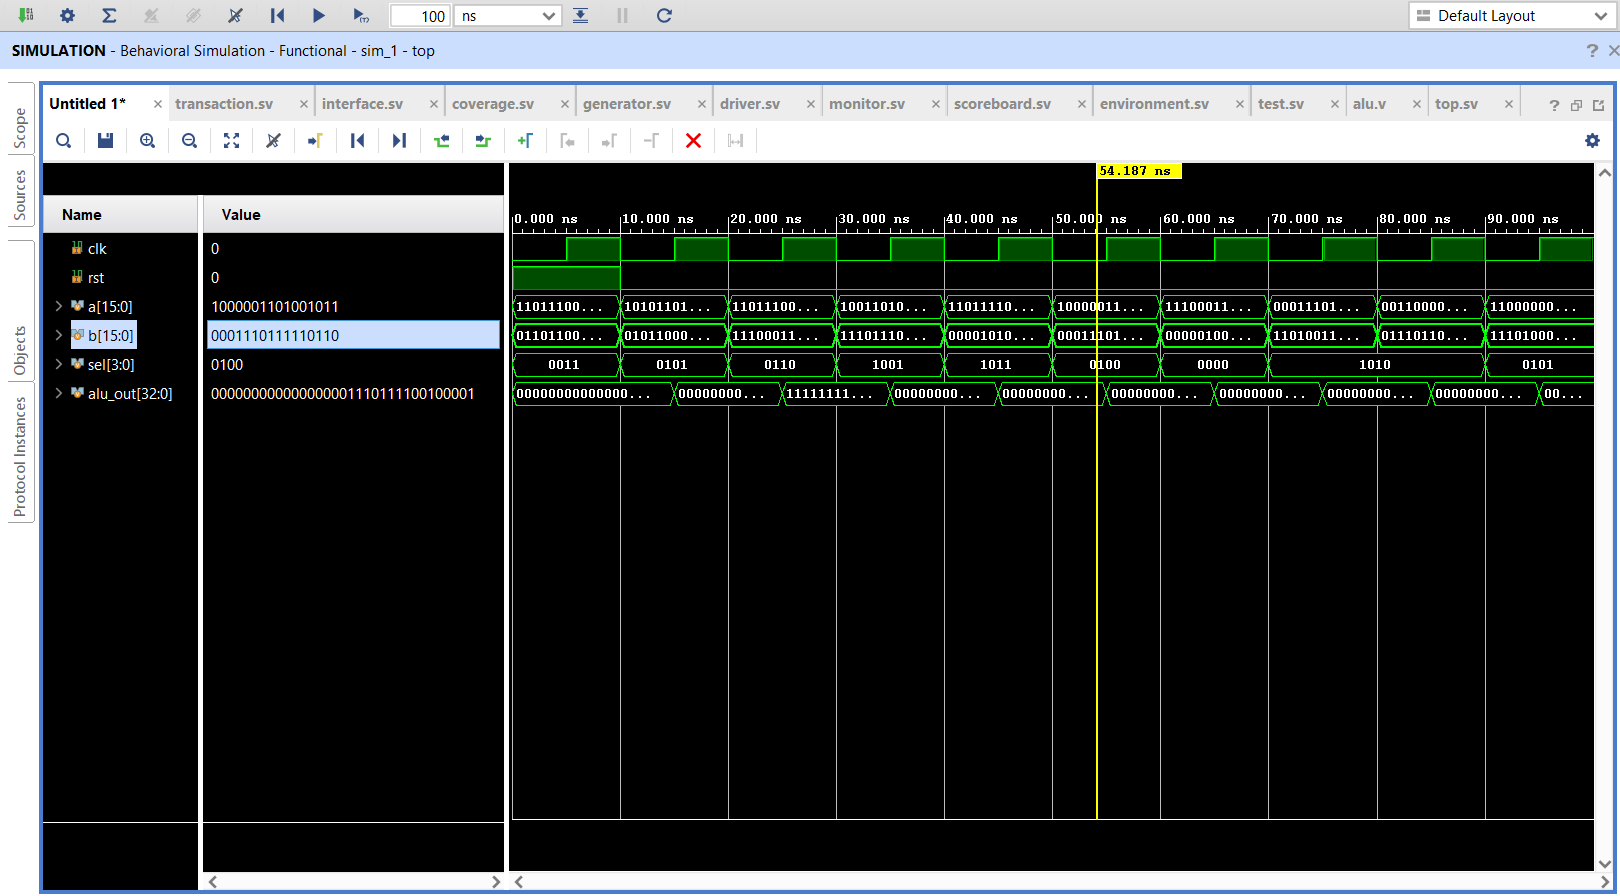 100 ns Default Layout
SIMULATION - Behavioral Simulation - Functional - sim_1 - top
Scope
Sources
Objects
Protocol Instances
Untitled 1* transaction.sv interface.sv coverage.sv generator.sv driver.sv monitor.sv scoreboard.sv environment.sv test.sv alu.v top.sv
54.187 ns
Name Value
0.000 ns 10.000 ns 20.000 ns 30.000 ns 40.000 ns 50.000 ns 60.000 ns 70.000 ns 80.000 ns 90.000 ns
clk 0
rst 0
a[15:0] 1000001101001011 11011100... 10101101... 11011100... 10011010... 11011110... 10000011... 11100011... 00011101... 00110000... 11000000...
b[15:0] 0001110111110110 01101100... 01011000... 11100011... 11101110... 00001010... 00011101... 00000100... 11010011... 01110110... 11101000...
sel[3:0] 0100 0011 0101 0110 1001 1011 0100 0000 1010 0101
alu_out[32:0] 000000000000000001110111100100001 00000000000000... 00000000... 11111111... 00000000... 00000000... 00000000... 00000000... 00000000... 00000000... 00...